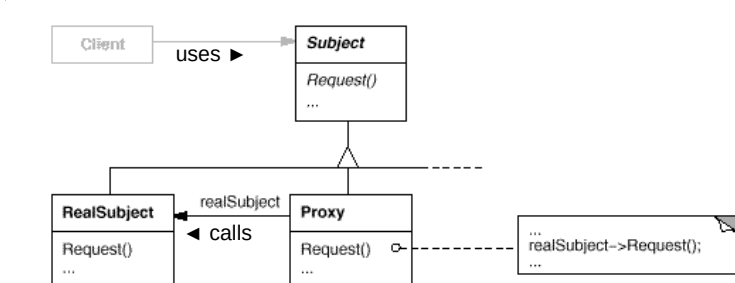 Client
uses ►
Subject
Request()
...
RealSubject
Request()
...
realSubject
◄ calls
Proxy
Request()
...
...
realSubject->Request();
...